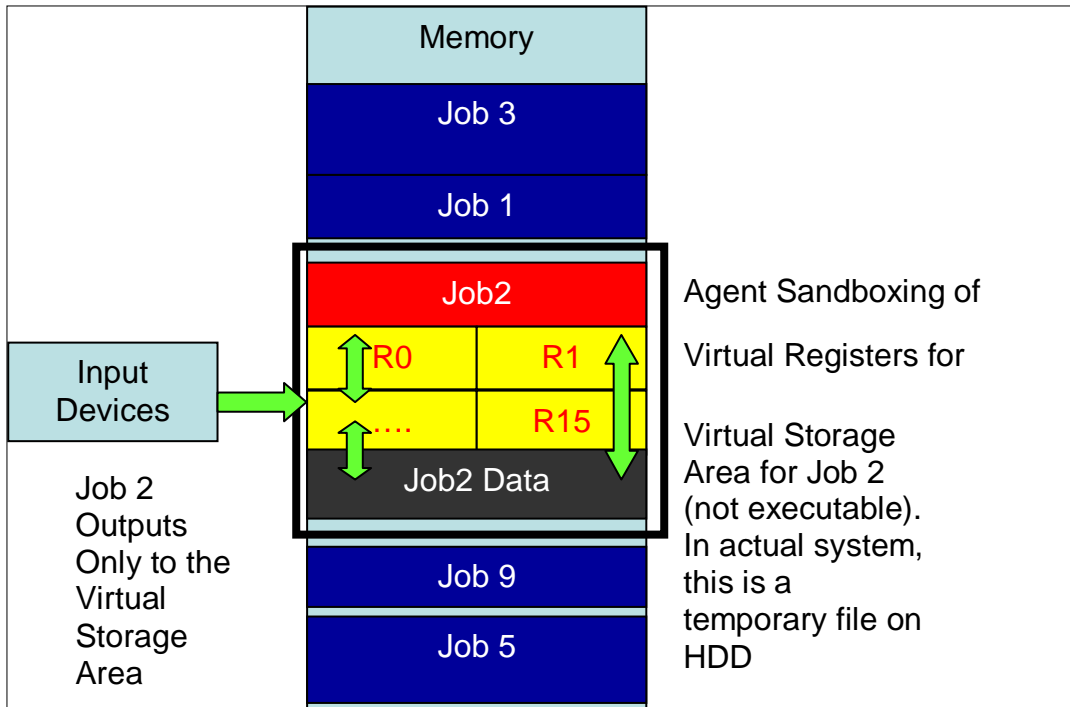 Memory
Job 3
Job 1
Job2
R0
R1
….
R15
Job2 Data
Job 9
Job 5
Input
Devices
Job 2
Outputs
Only to the
Virtual
Storage
Area
Agent Sandboxing of
Virtual Registers for
Virtual Storage
Area for Job 2
(not executable).
In actual system,
this is a
temporary file on
HDD